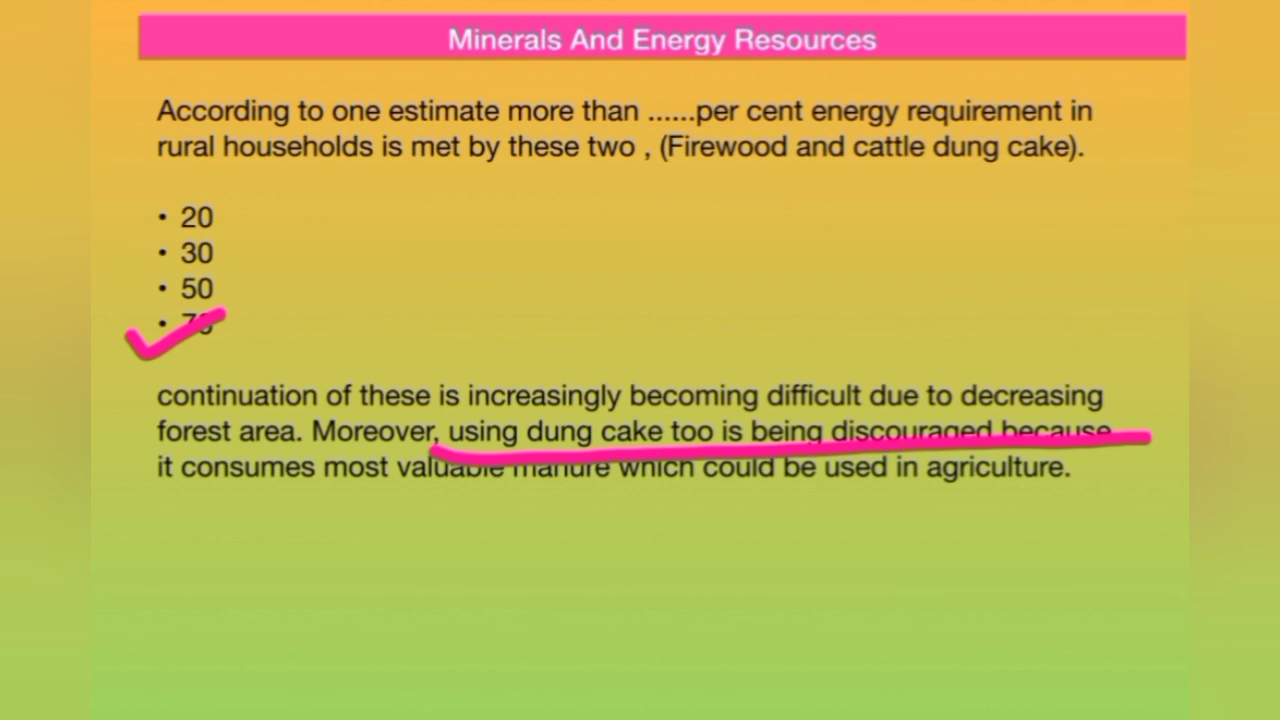 Minerals And Energy Resources
According to one estimate more than ......per cent energy requirement in
rural households is met by these two , (Firewood and cattle dung cake).
• 20
• 30
• 50
• 70
continuation of these is increasingly becoming difficult due to decreasing
forest area. Moreover, using dung cake too is being discouraged because
it consumes most valuable manure which could be used in agriculture.